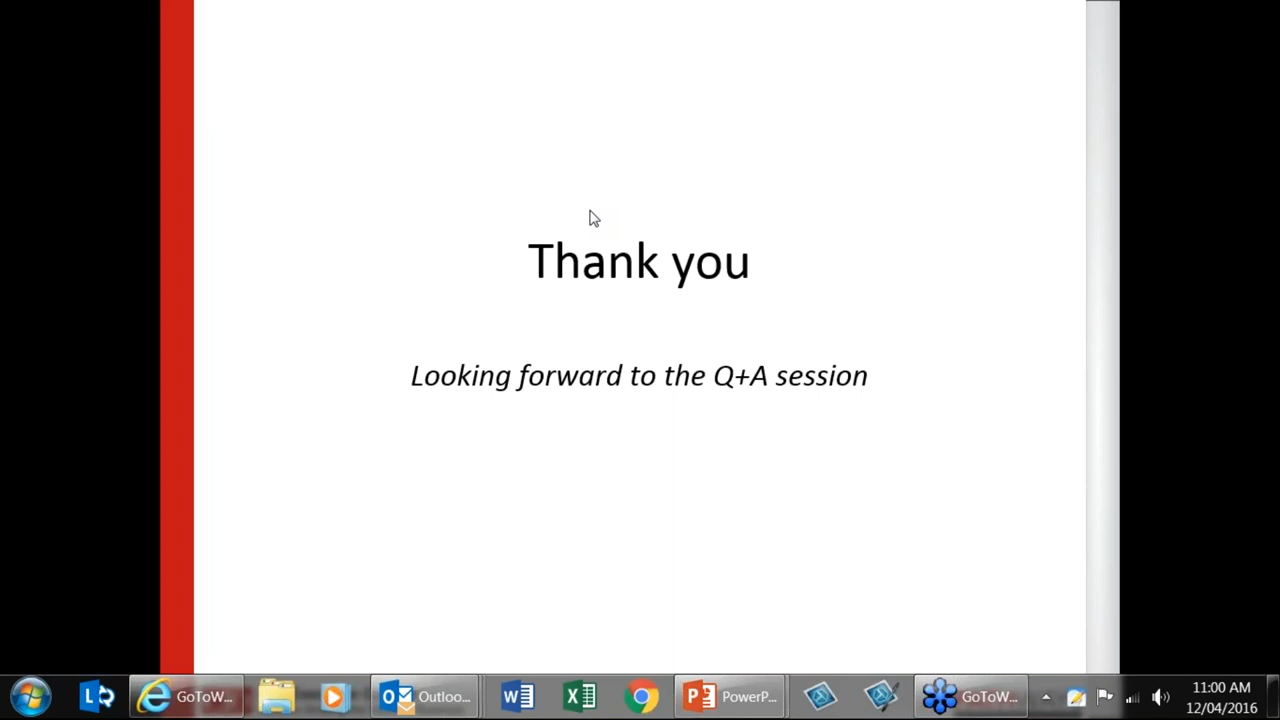 Thank you
Looking forward to the Q+A session
GoToW...
Outloo...
PowerP...
GoToW...
11:00 AM
12/04/2016